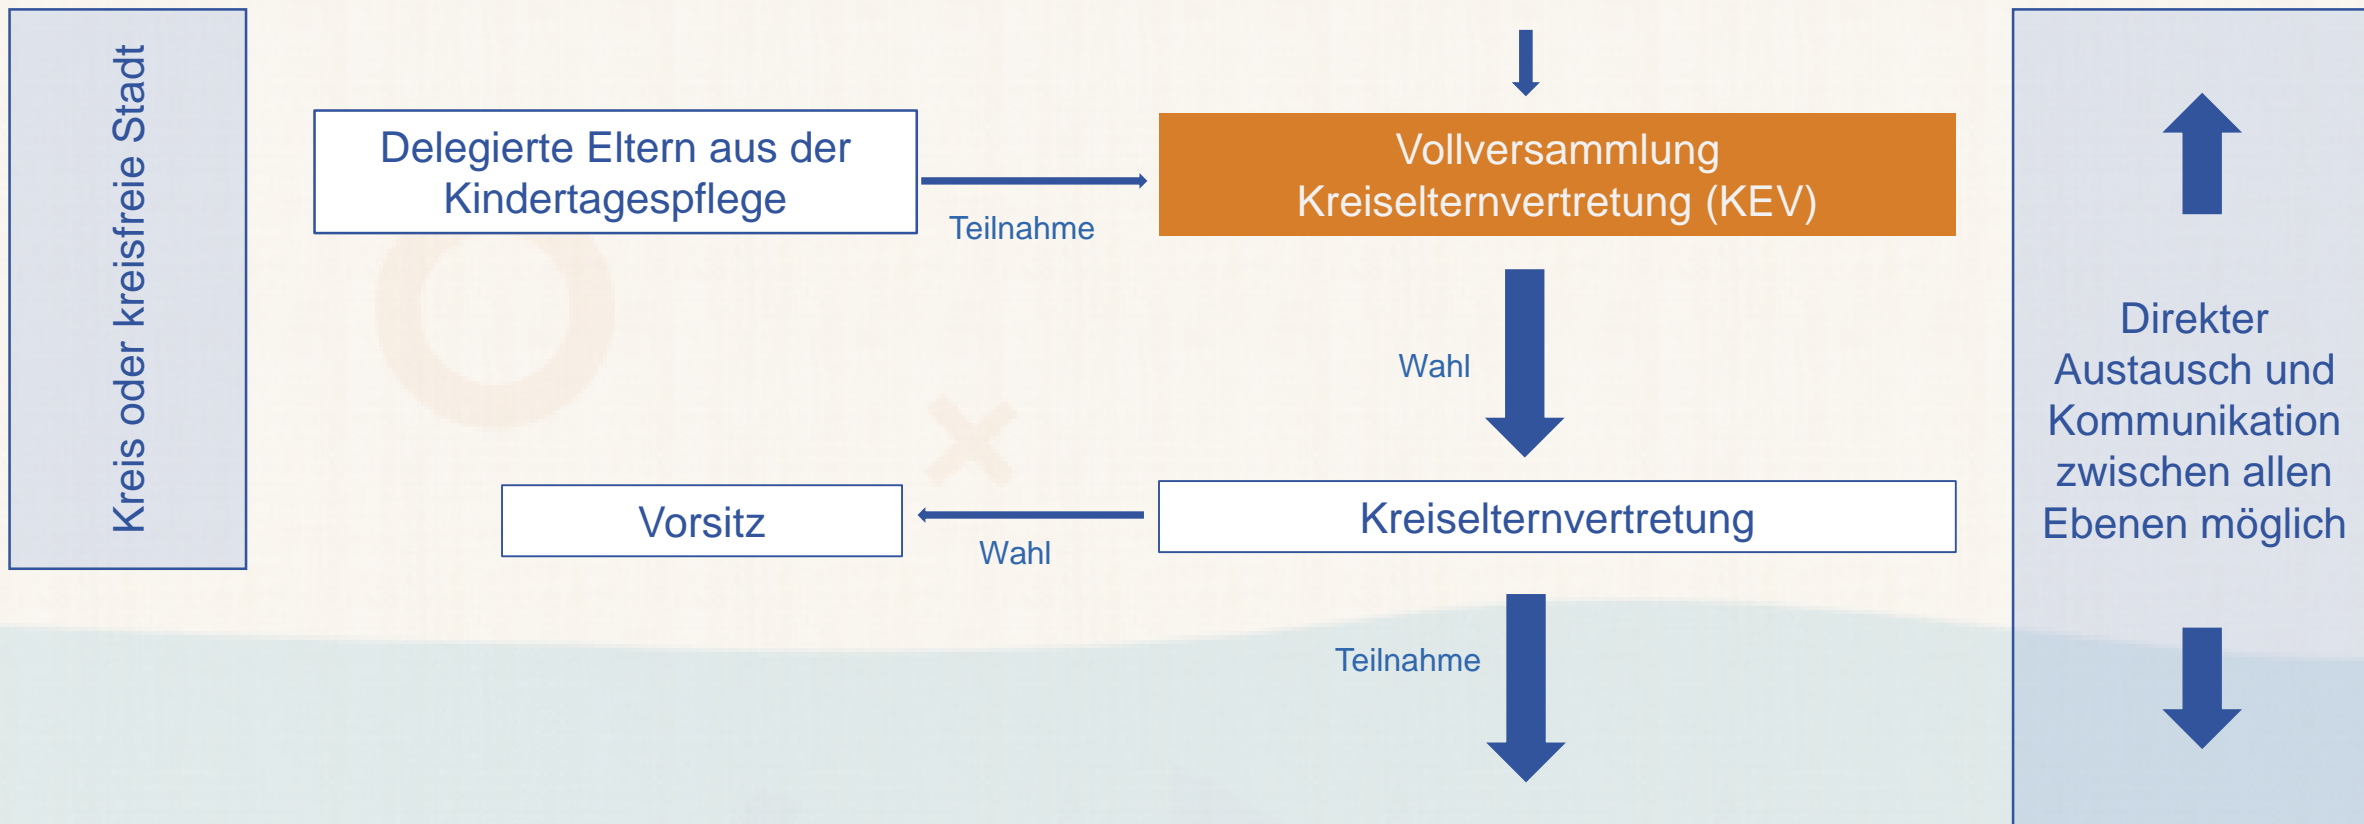 Kreis oder kreisfreie Stadt
Delegierte Eltern aus der
Kindertagespflege
Teilnahme
Vollversammlung
Kreiselternvertretung (KEV)
Wahl
Vorsitz
Wahl
Kreiselternvertretung
Teilnahme
Direkter
Austausch und
Kommunikation
zwischen allen
Ebenen möglich